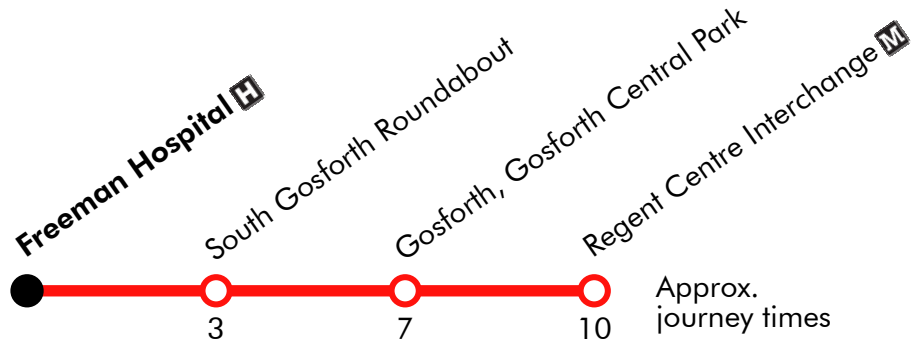 Freeman Hospital H
South Gosforth Roundabout
Gosforth, Gosforth Central Park
Regent Centre Interchange M
3
7
10
Approx.
journey times